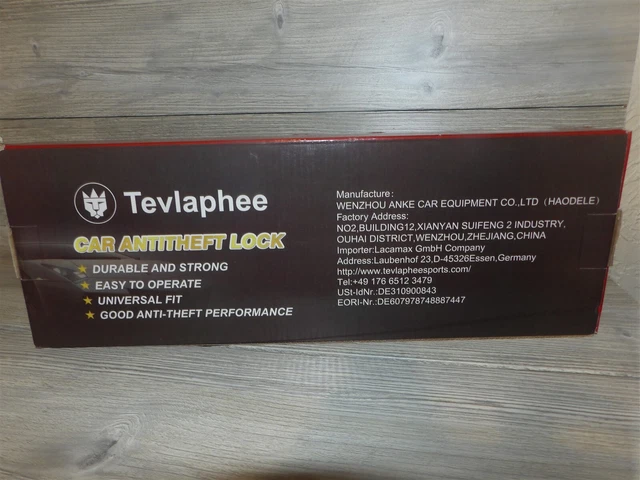 Tevlaphee
CAR ANTITHEFT LOCK
★ DURABLE AND STRONG
★ EASY TO OPERATE
★ UNIVERSAL FIT
★ GOOD ANTI-THEFT PERFORMANCE
Manufacture:
WENZHOU ANKE CAR EQUIPMENT CO.,LTD (HAODELE)
Factory Address:
NO2,BUILDING12,XIANYAN SUIFENG 2 INDUSTRY,
OUHAI DISTRICT,WENZHOU,ZHEJIANG,CHINA
Importer:Lacamax GmbH Company
Address:Laubenhof 23,D-45326Essen,Germany
http://www.tevlapheesports.com/
Tel:+49 176 6512 3479
USt-IdNr.:DE310900843
EORI-Nr.:DE607978748887447